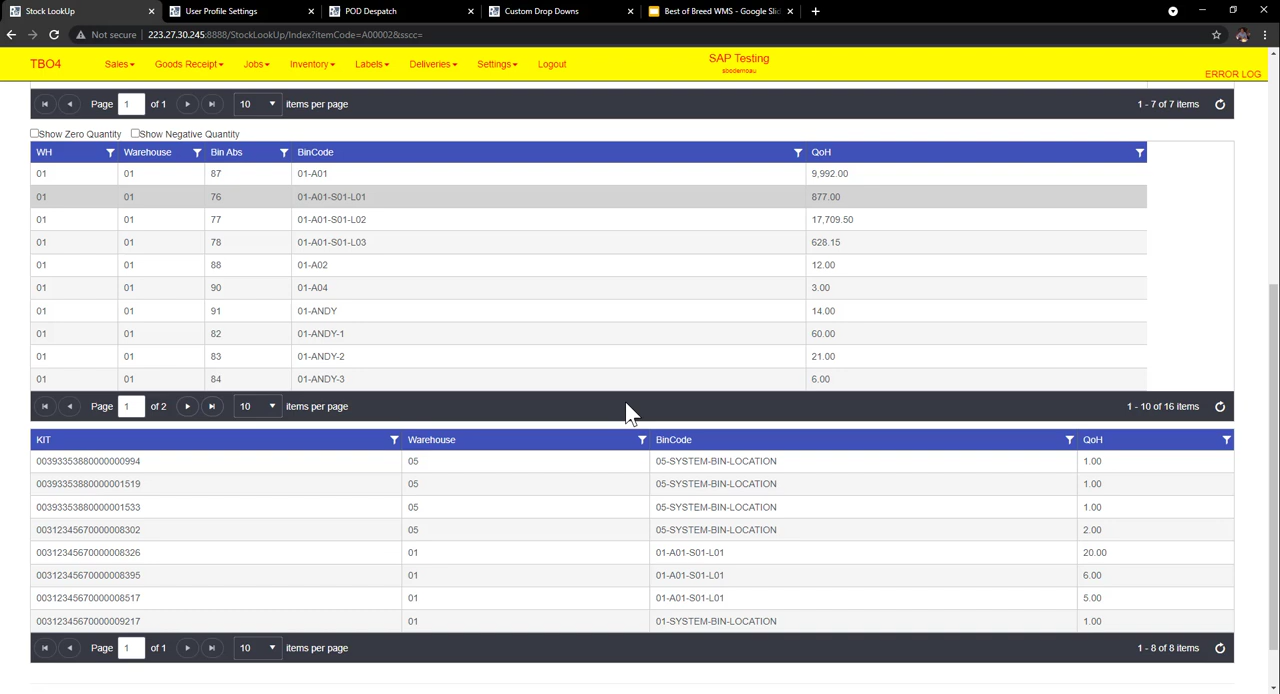 Stock LookUp
User Profile Settings
POD Despatch
Custom Drop Downs
Best of Breed WMS - Google Slid
Not secure 223.27.30.245:8888/StockLookUp/Index?itemCode=A00002&sscc=
TBO4 Sales Goods Receipt Jobs Inventory Labels Deliveries Settings Logout
SAP Testing
abodemoau
ERROR LOG
Page 1 of 1 10 items per page 1 - 7 of 7 items
Show Zero Quantity Show Negative Quantity
WH Warehouse Bin Abs BinCode QoH
01 01 87 01-A01 9,992.00
01 01 76 01-A01-S01-L01 877.00
01 01 77 01-A01-S01-L02 17,709.50
01 01 78 01-A01-S01-L03 628.15
01 01 88 01-A02 12.00
01 01 90 01-A04 3.00
01 01 91 01-ANDY 14.00
01 01 82 01-ANDY-1 60.00
01 01 83 01-ANDY-2 21.00
01 01 84 01-ANDY-3 6.00
Page 1 of 2 10 items per page 1 - 10 of 16 items
KIT Warehouse BinCode QoH
00393353880000000994 05 05-SYSTEM-BIN-LOCATION 1.00
00393353880000001519 05 05-SYSTEM-BIN-LOCATION 1.00
00393353880000001533 05 05-SYSTEM-BIN-LOCATION 1.00
00312345670000008302 05 05-SYSTEM-BIN-LOCATION 2.00
00312345670000008326 01 01-A01-S01-L01 20.00
00312345670000008395 01 01-A01-S01-L01 6.00
00312345670000008517 01 01-A01-S01-L01 5.00
00312345670000009217 01 01-SYSTEM-BIN-LOCATION 1.00
Page 1 of 1 10 items per page 1 - 8 of 8 items